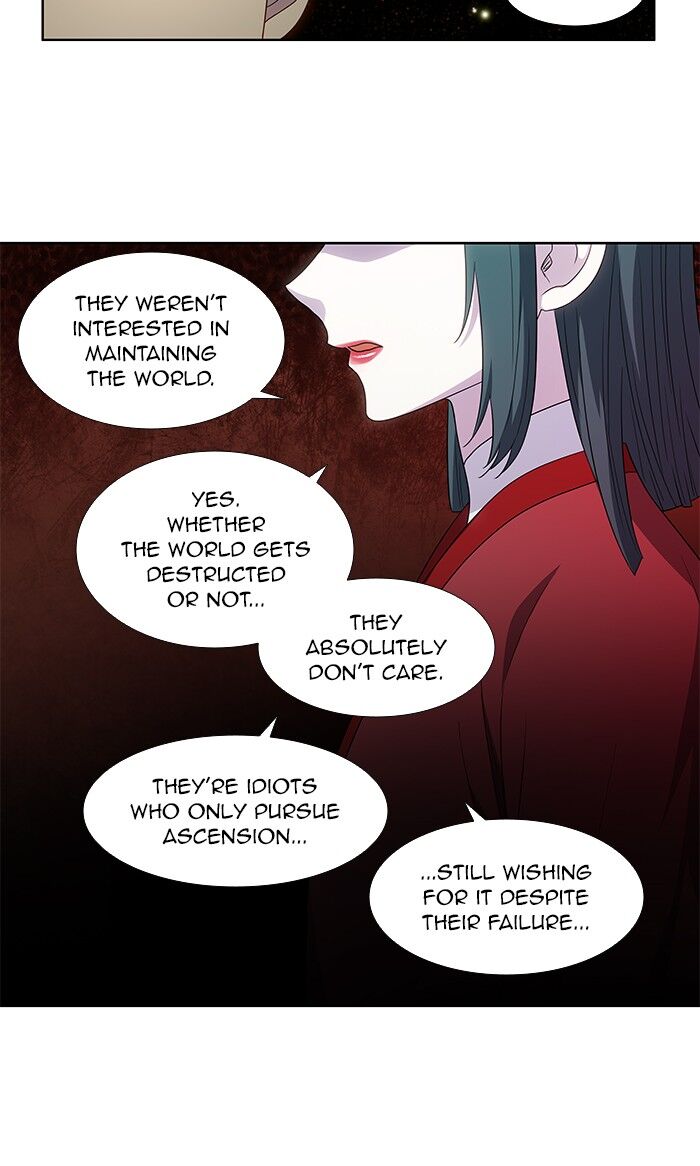 THEY WEREN'T
INTERESTED IN
MAINTAINING
THE WORLD.
YES.
WHETHER
THE WORLD GETS
DESTRUCTED
OR NOT...
THEY
ABSOLUTELY
DON'T CARE.
THEY'RE IDIOTS
WHO ONLY PURSUE
ASCENSION...
...STILL WISHING
FOR IT DESPITE
THEIR FAILURE...